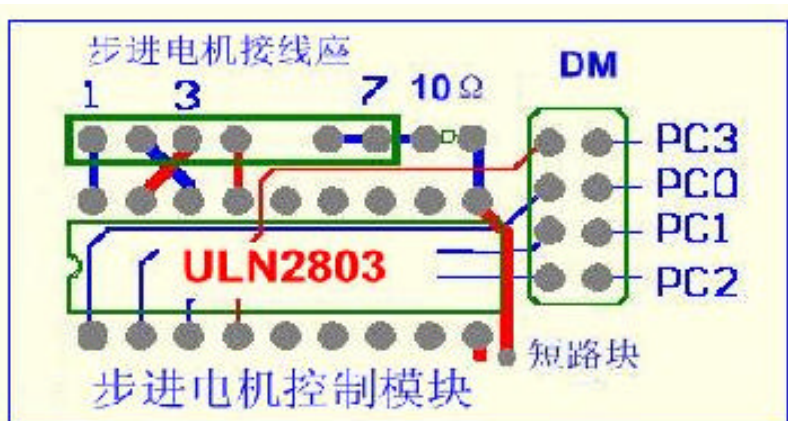 步进电机接线座
DM
1 3 7 10Ω
PC3
PC0
PC1
ULN2803
PC2
短路块
步进电机控制模块